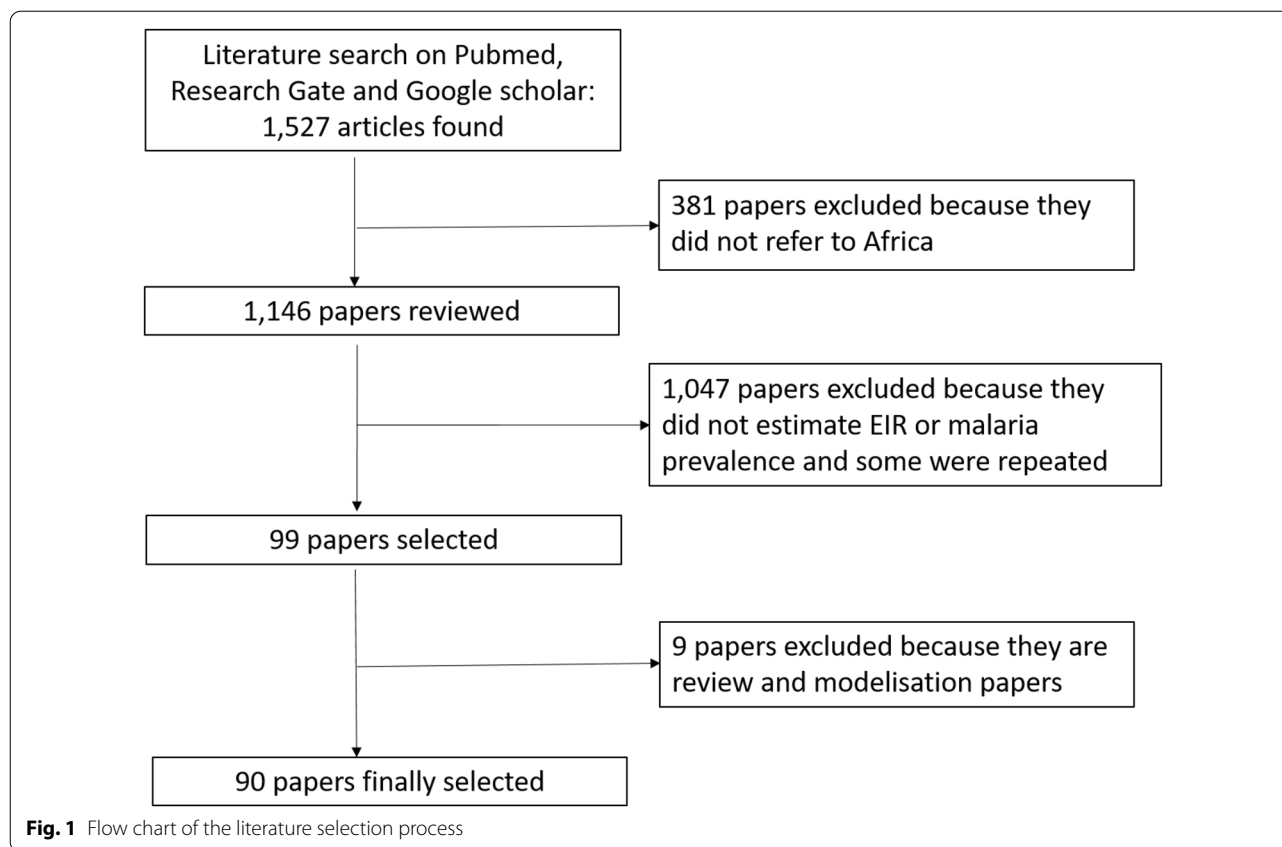 Literature search on Pubmed,
Research Gate and Google scholar:
1,527 articles found
381 papers excluded because they
did not refer to Africa
1,146 papers reviewed
1,047 papers excluded because they
did not estimate EIR or malaria
prevalence and some were repeated
99 papers selected
9 papers excluded because they are
review and modelisation papers
90 papers finally selected
Fig. 1 Flow chart of the literature selection process